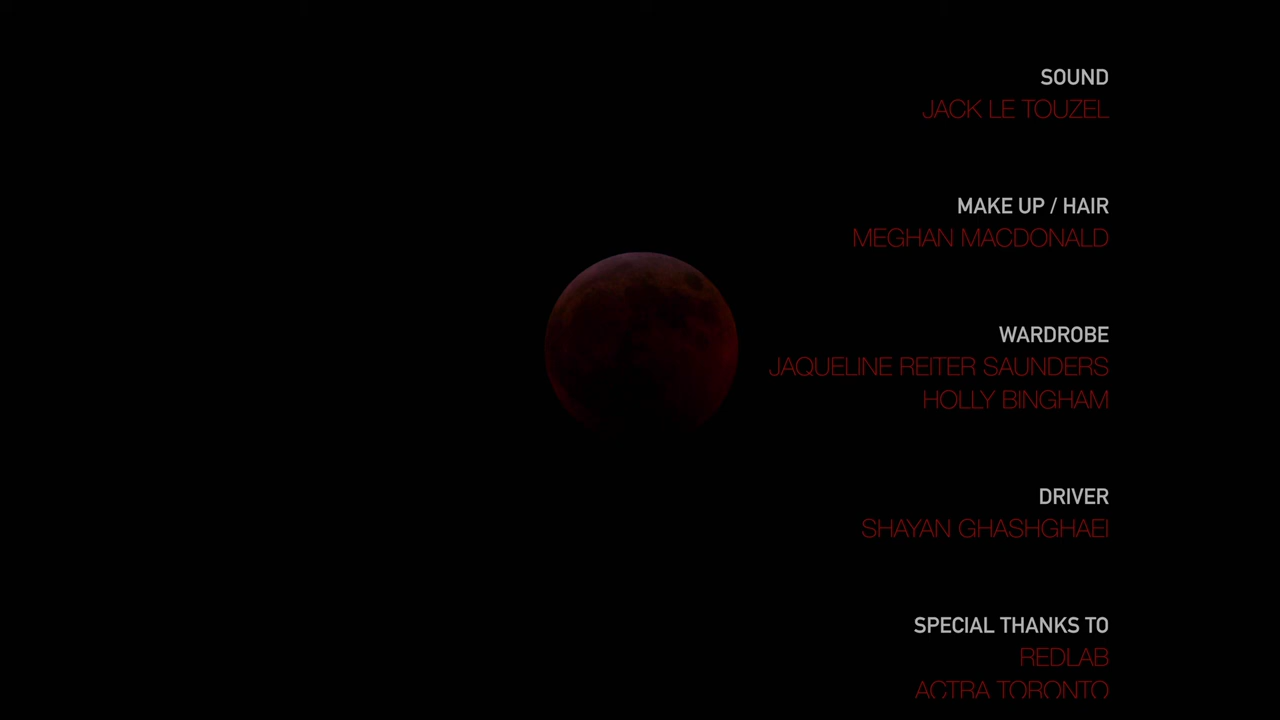 SOUND
JACK LE TOUZEL
MAKE UP / HAIR
MEGHAN MACDONALD
WARDROBE
JAQUELINE REITER SAUNDERS
HOLLY BINGHAM
DRIVER
SHAYAN GHASHGHAEI
SPECIAL THANKS TO
REDLAB
ACTRA TORONTO